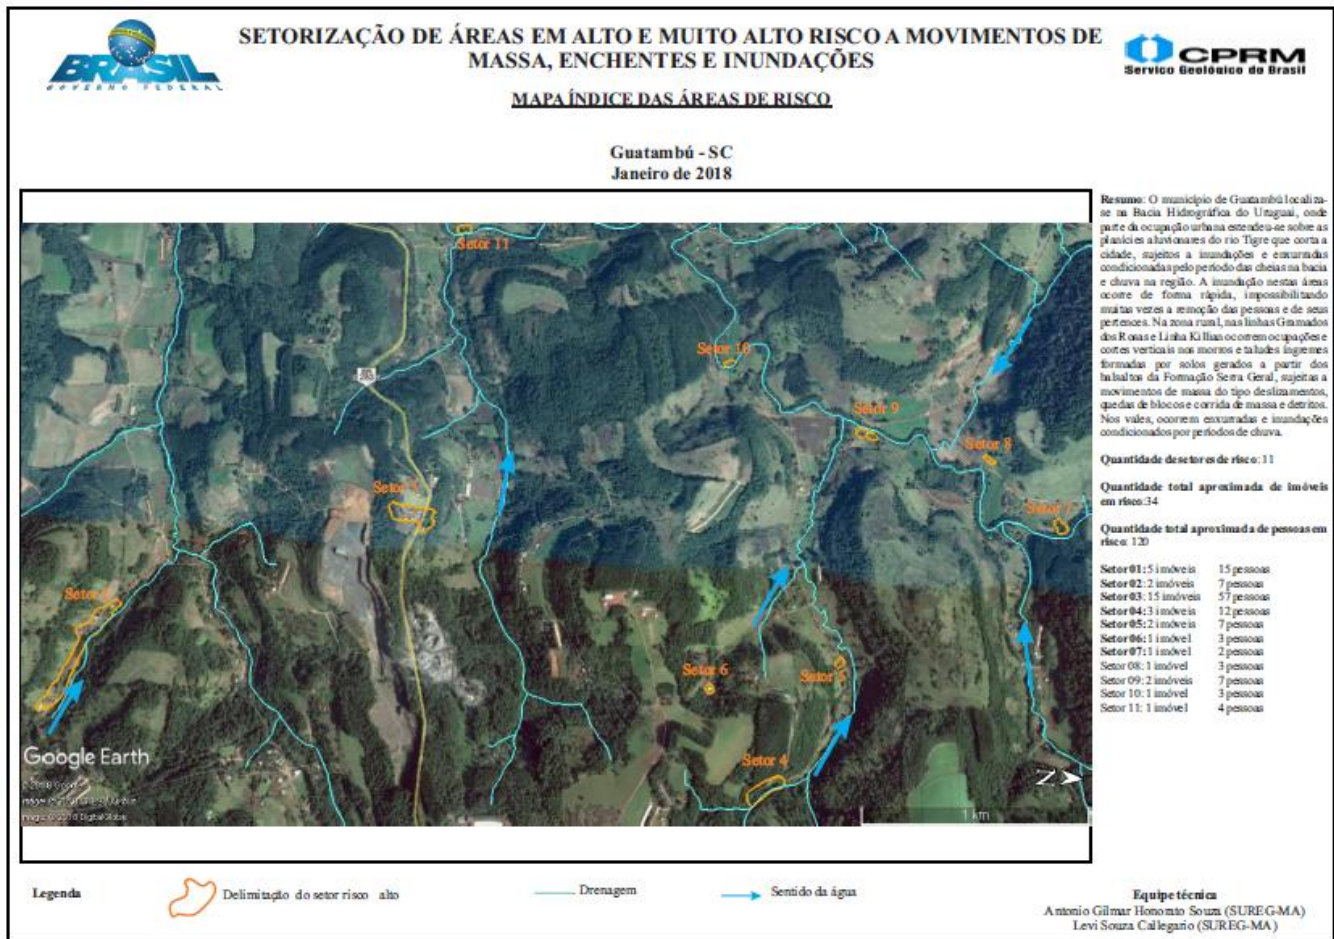 BRASIL
GOVERNO FEDERAL
SETORIZAÇÃO DE ÁREAS EM ALTO E MUITO ALTO RISCO A MOVIMENTOS DE
MASSA, ENCHENTES E INUNDAÇÕES
MAPA ÍNDICE DAS ÁREAS DE RISCO
CPRM
Serviço Geológico do Brasil
Guatambú - SC
Janeiro de 2018
Setor 11
Setor 10
Setor 9
Setor 8
Setor 7
Setor
Setor
Setor 6
Setor 5
Setor 4
Google Earth
1 km
Z
Resumo: O município de Guatambú localiza-
se na Bacia Hidrográfica do Uruguai, onde
parte da ocupação urbana estendeu-se sobre as
planícies aluvionares do rio Tigre que corta a
cidade, sujeitos a inundações e enxurradas
condicionadas pelo período das cheias na bacia
e chuva na região. A inundação nestas áreas
ocorre de forma rápida, impossibilitando
muitas vezes a remoção das pessoas e de seus
pertences. Na zona rural, nas linhas Gramados
dos Rosas e Linha Killian ocorrem ocupações e
cortes verticais nos morros e taludes íngremes
formadas por solos gerados a partir dos
basaltos da Formação Serra Geral, sujeitas a
movimentos de massa do tipo deslizamentos,
quedas de blocos e corrida de massa e detritos.
Nos vales, ocorrem enxurradas e inundações
condicionados por períodos de chuva.
Quantidade de setores de risco: 11
Quantidade total aproximada de imóveis
em risco:34
Quantidade total aproximada de pessoas em
risco: 120
Setor 01: 5 imóveis 15 pessoas
Setor 02: 2 imóveis 7 pessoas
Setor 03: 15 imóveis 57 pessoas
Setor 04: 3 imóveis 12 pessoas
Setor 05: 2 imóveis 7 pessoas
Setor 06: 1 imóvel 3 pessoas
Setor 07: 1 imóvel 2 pessoas
Setor 08: 1 imóvel 3 pessoas
Setor 09: 2 imóveis 7 pessoas
Setor 10: 1 imóvel 3 pessoas
Setor 11: 1 imóvel 4 pessoas
Legenda
Delimitação do setor risco alto
Drenagem
Sentido da água
Equipe técnica
Antonio Gilmar Honorato Souza (SUREG-MA)
Levi Souza Callegario (SUREG-MA)